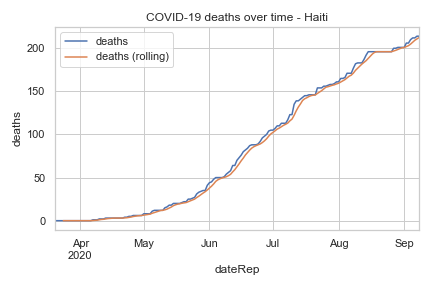 COVID-19 deaths over time - Haiti
deaths
deaths (rolling)
200
150
100
50
0
deaths
Apr
2020
May
Jun
Jul
Aug
Sep
dateRep